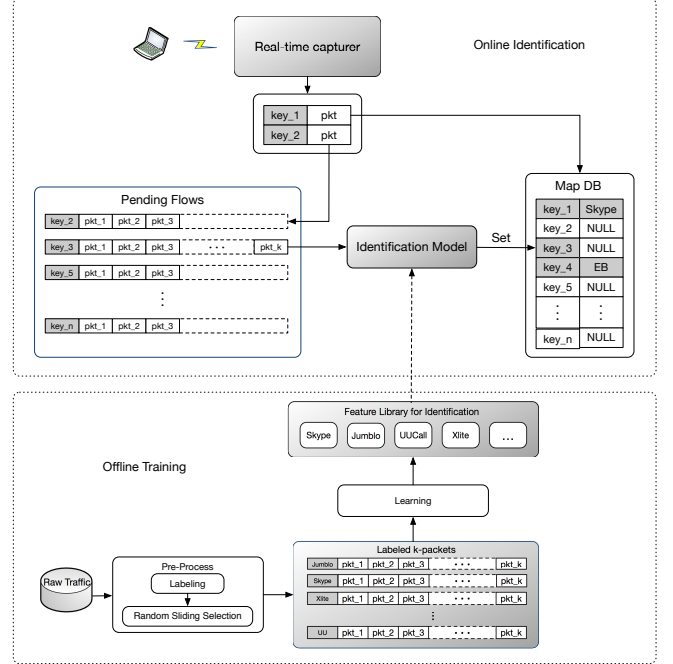 Real-time capturer
Online Identification
key_1 pkt
key_2 pkt
Pending Flows
key_2 pkt_1 pkt_2 pkt_3
key_3 pkt_1 pkt_2 pkt_3 ... pkt_k
key_5 pkt_1 pkt_2 pkt_3
key_n pkt_1 pkt_2 pkt_3
Identification Model
Set
Map DB
key_1 Skype
key_2 NULL
key_3 NULL
key_4 EB
key_5 NULL
key_n NULL
Feature Library for Identification
Skype Jumblo UUCall Xlite ...
Offline Training
Learning
Raw Traffic
Pre-Process
Labeling
Random Sliding Selection
Labeled k-packets
Jumblo pkt_1 pkt_2 pkt_3 ... pkt_k
Skype pkt_1 pkt_2 pkt_3 ... pkt_k
Xlite pkt_1 pkt_2 pkt_3 ... pkt_k
UU pkt_1 pkt_2 pkt_3 ... pkt_k